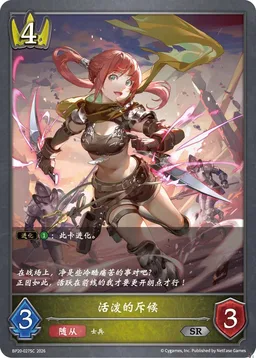 4
进化 1 ：此卡进化。
在战场上，净是些冷酷痛苦的事对吧？
正因如此，活跃在前线的我才要更开朗点才行！
活泼的斥候
3
随从
士兵
SR
3
© Cygames, Inc. Published by NetEase Games